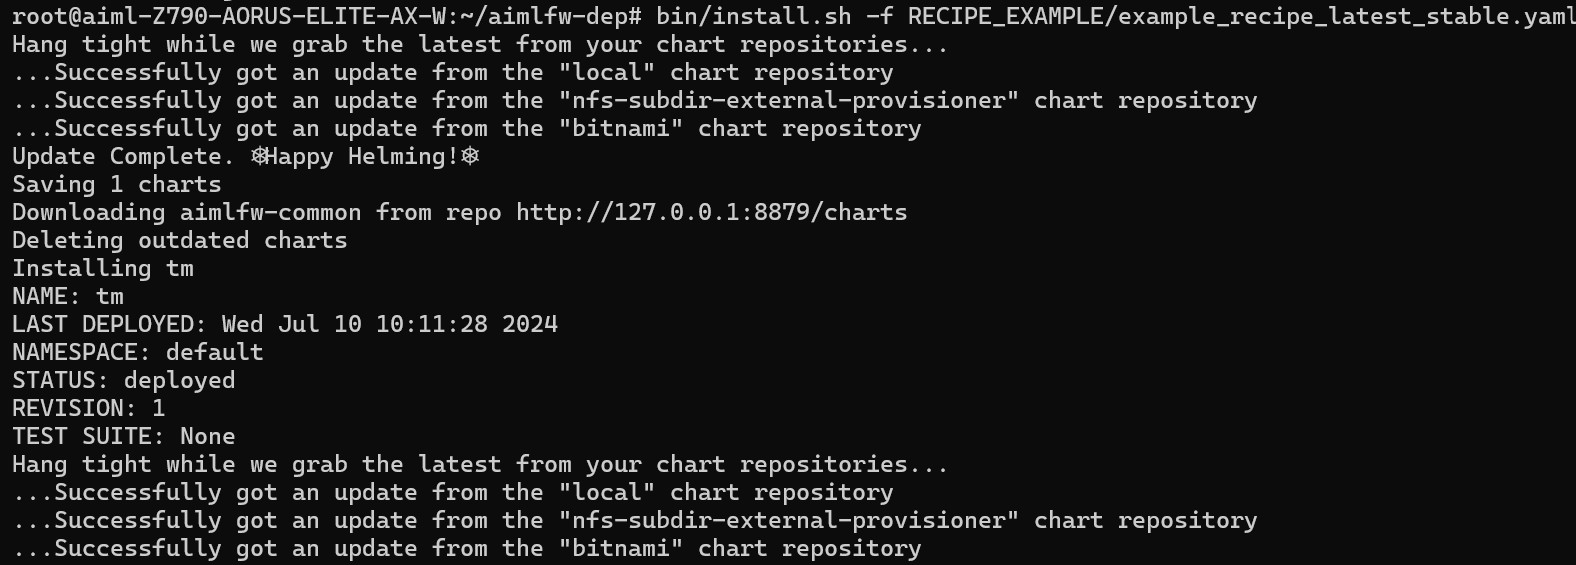 root@aiml-Z790-AORUS-ELITE-AX-W:~/aimlfw-dep# bin/install.sh -f RECIPE_EXAMPLE/example_recipe_latest_stable.yaml
Hang tight while we grab the latest from your chart repositories...
...Successfully got an update from the "local" chart repository
...Successfully got an update from the "nfs-subdir-external-provisioner" chart repository
...Successfully got an update from the "bitnami" chart repository
Update Complete. ⎈Happy Helming!⎈
Saving 1 charts
Downloading aimlfw-common from repo http://127.0.0.1:8879/charts
Deleting outdated charts
Installing tm
NAME: tm
LAST DEPLOYED: Wed Jul 10 10:11:28 2024
NAMESPACE: default
STATUS: deployed
REVISION: 1
TEST SUITE: None
Hang tight while we grab the latest from your chart repositories...
...Successfully got an update from the "local" chart repository
...Successfully got an update from the "nfs-subdir-external-provisioner" chart repository
...Successfully got an update from the "bitnami" chart repository